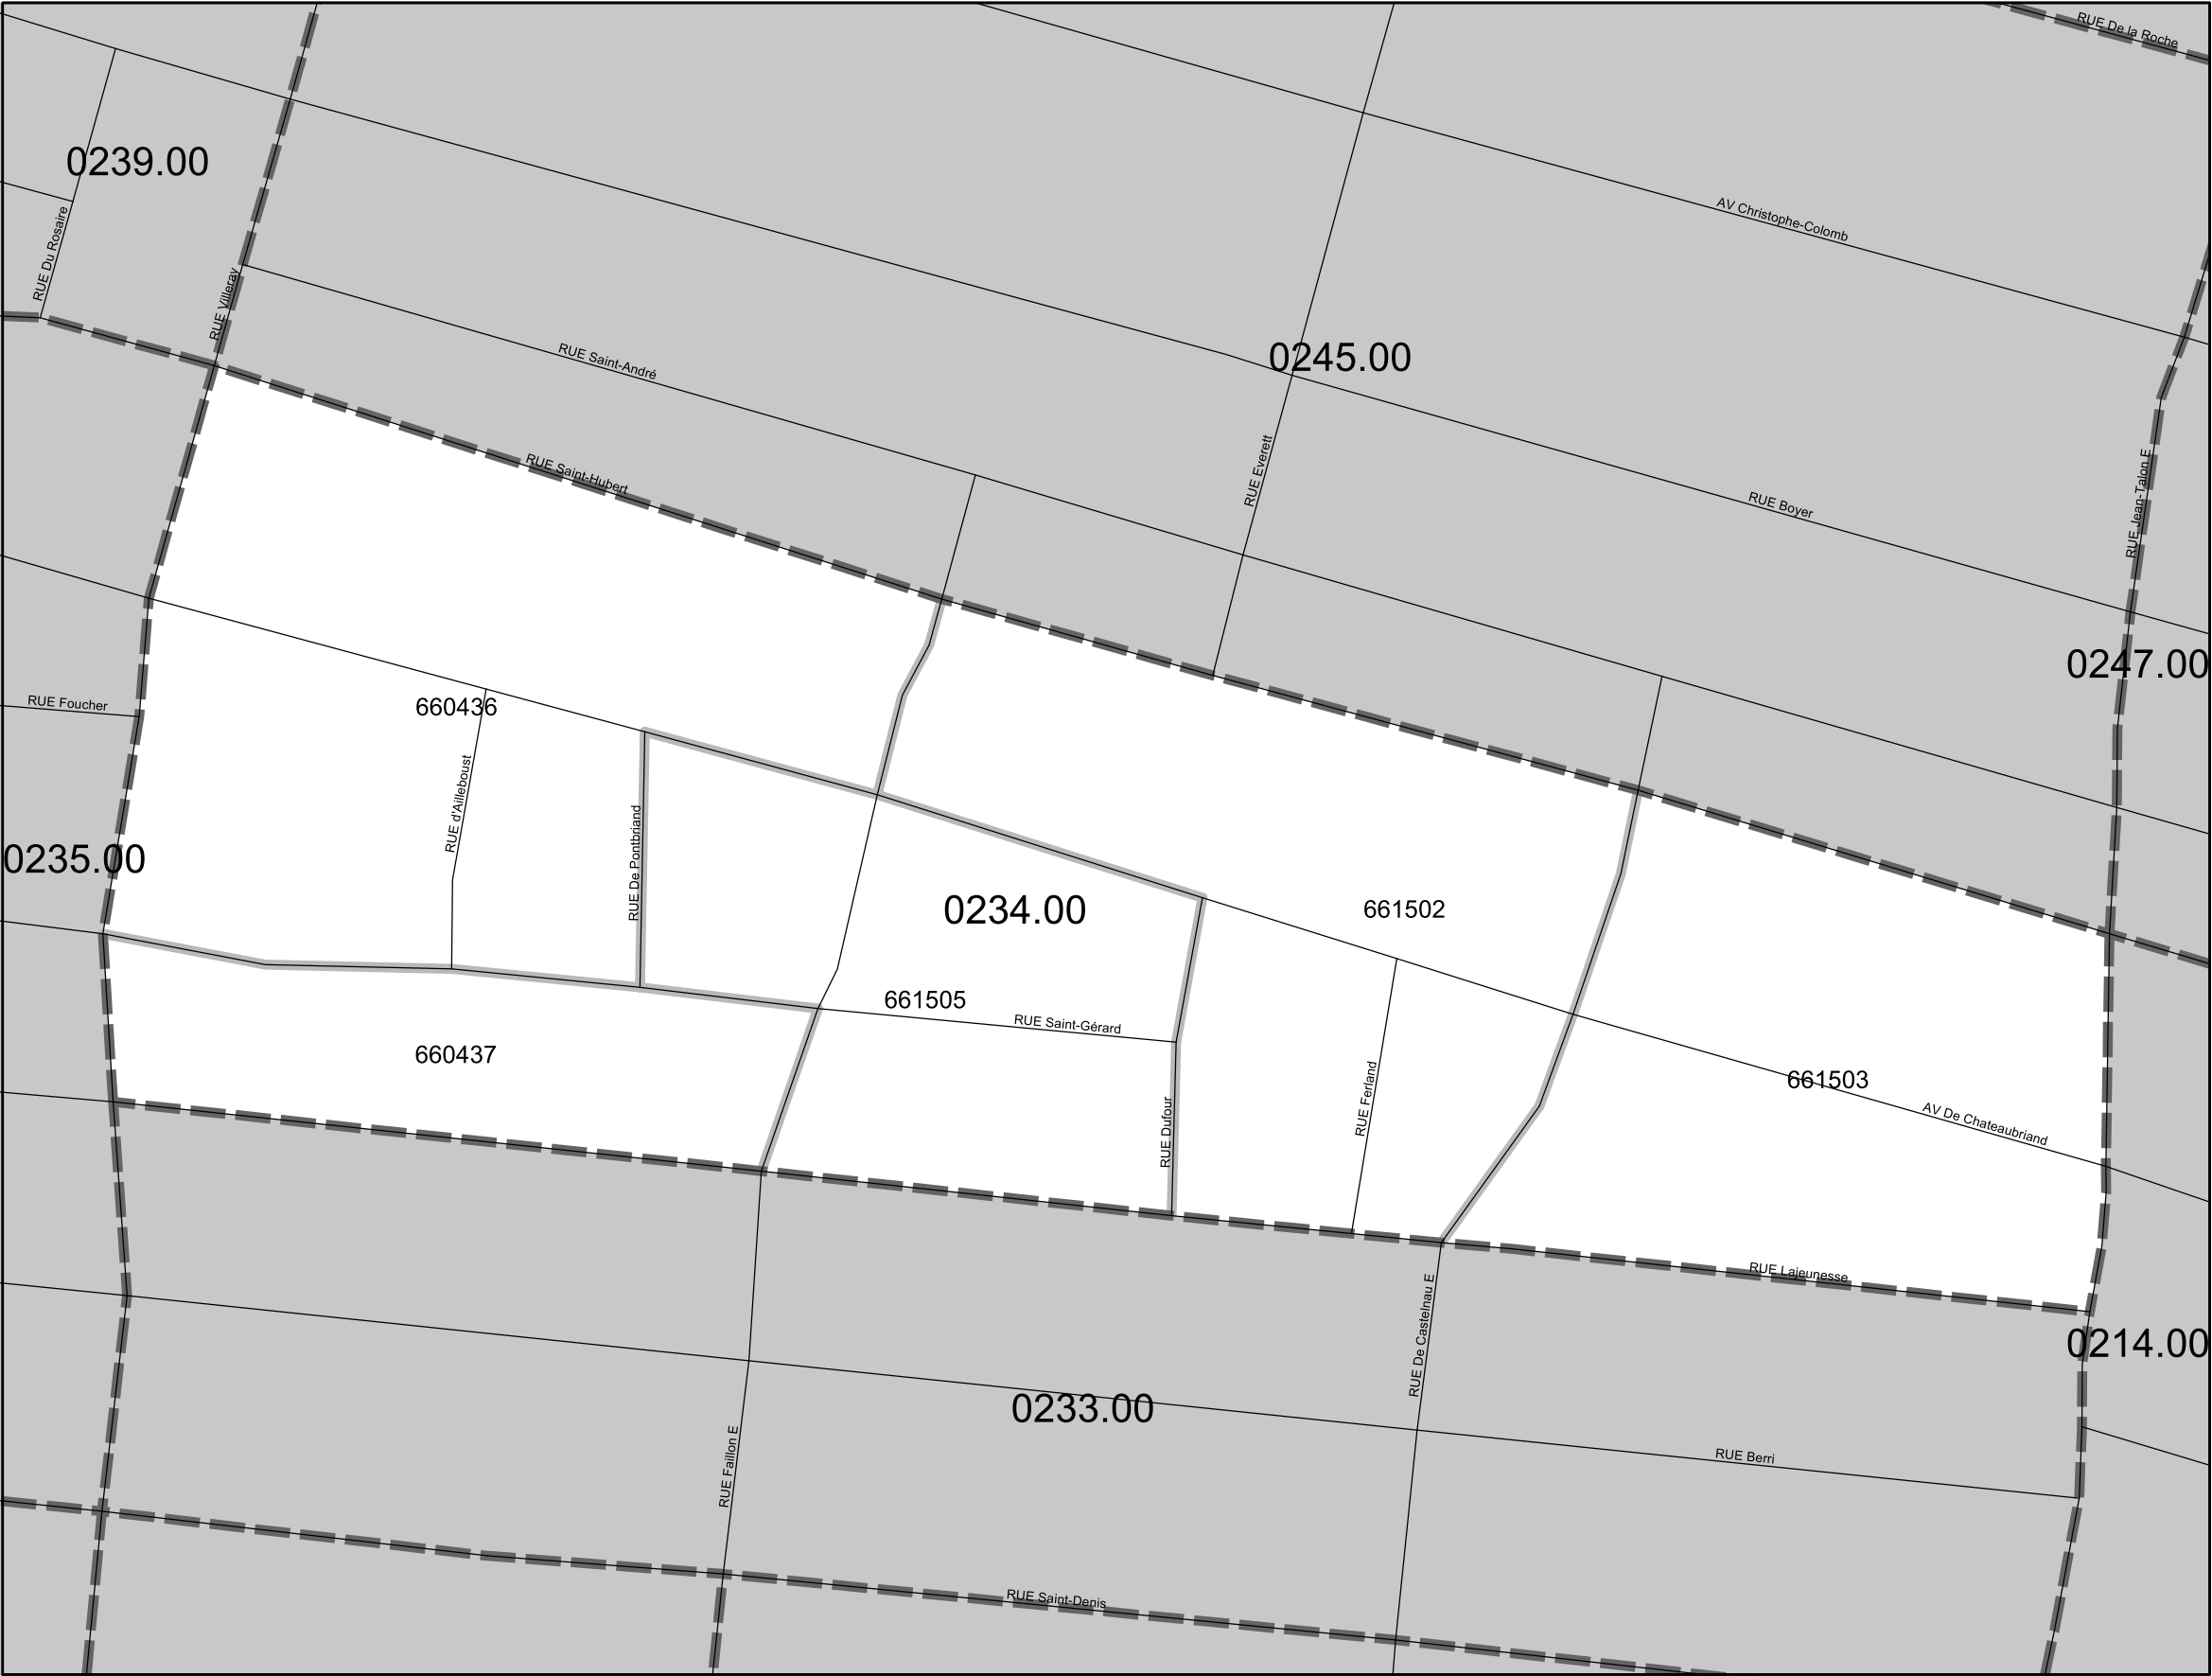 RUE De la Roche
0239.00
AV Christophe-Colomb
RUE Du Rosaire
RUE Villeray
RUE Saint-André
0245.00
RUE Saint-Hubert
RUE Everett
RUE Boyer
RUE Jean-Talon E
0247.00
RUE Foucher
660436
RUE d'Ailleboust
RUE De Pontbriand
0235.00
0234.00
661502
661505
RUE Saint-Gérard
660437
RUE Dufour
RUE Ferland
661503
AV De Chateaubriand
RUE Lajeunesse
RUE De Castelnau E
0214.00
0233.00
RUE Faillon E
RUE Berri
RUE Saint-Denis